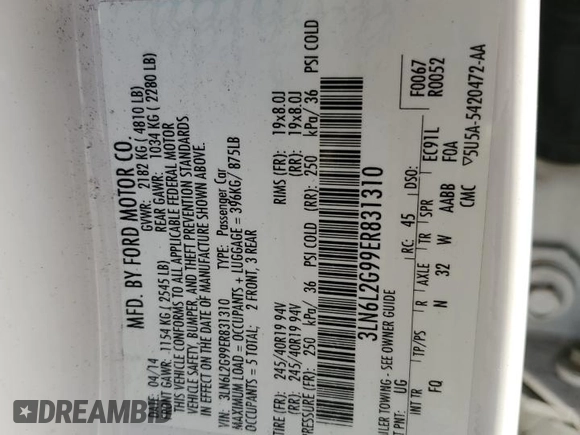 MFD. BY FORD MOTOR CO.
DATE: 04/14 GVWR: 2182 KG ( 4810 LB)
FRONT GAWR: 1154 KG ( 2545 LB) REAR GAWR: 1034 KG ( 2280 LB)
THIS VEHICLE CONFORMS TO ALL APPLICABLE FEDERAL MOTOR
VEHICLE SAFETY, BUMPER, AND THEFT PREVENTION STANDARDS
IN EFFECT ON THE DATE OF MANUFACTURE SHOWN ABOVE.
VIN: 3LN6L2G99ER831310 TYPE: Passenger Car
MAXIMUM LOAD = OCCUPANTS + LUGGAGE = 396KG/ 875LB
OCCUPANTS = 5 TOTAL: 2 FRONT, 3 REAR
(FR): 245/40R19 94V RIMS (FR): 19x8.0J
(RR): 245/40R19 94V (RR): 19x8.0J
PRESSURE (FR): 250 kPa/ 36 PSI COLD (RR): 250 kPa/ 36 PSI COLD
3LN6L2G99ER831310
TOWING - SEE OWNER GUIDE
PNT: UG RC: 45 DSO: F0067
R0052
INT TR TP/PS R AXLE TR SPR EC91L
FQ N 32 W AABB FOA
CMC ▽5U5A-5420472-AA
DREAMBID